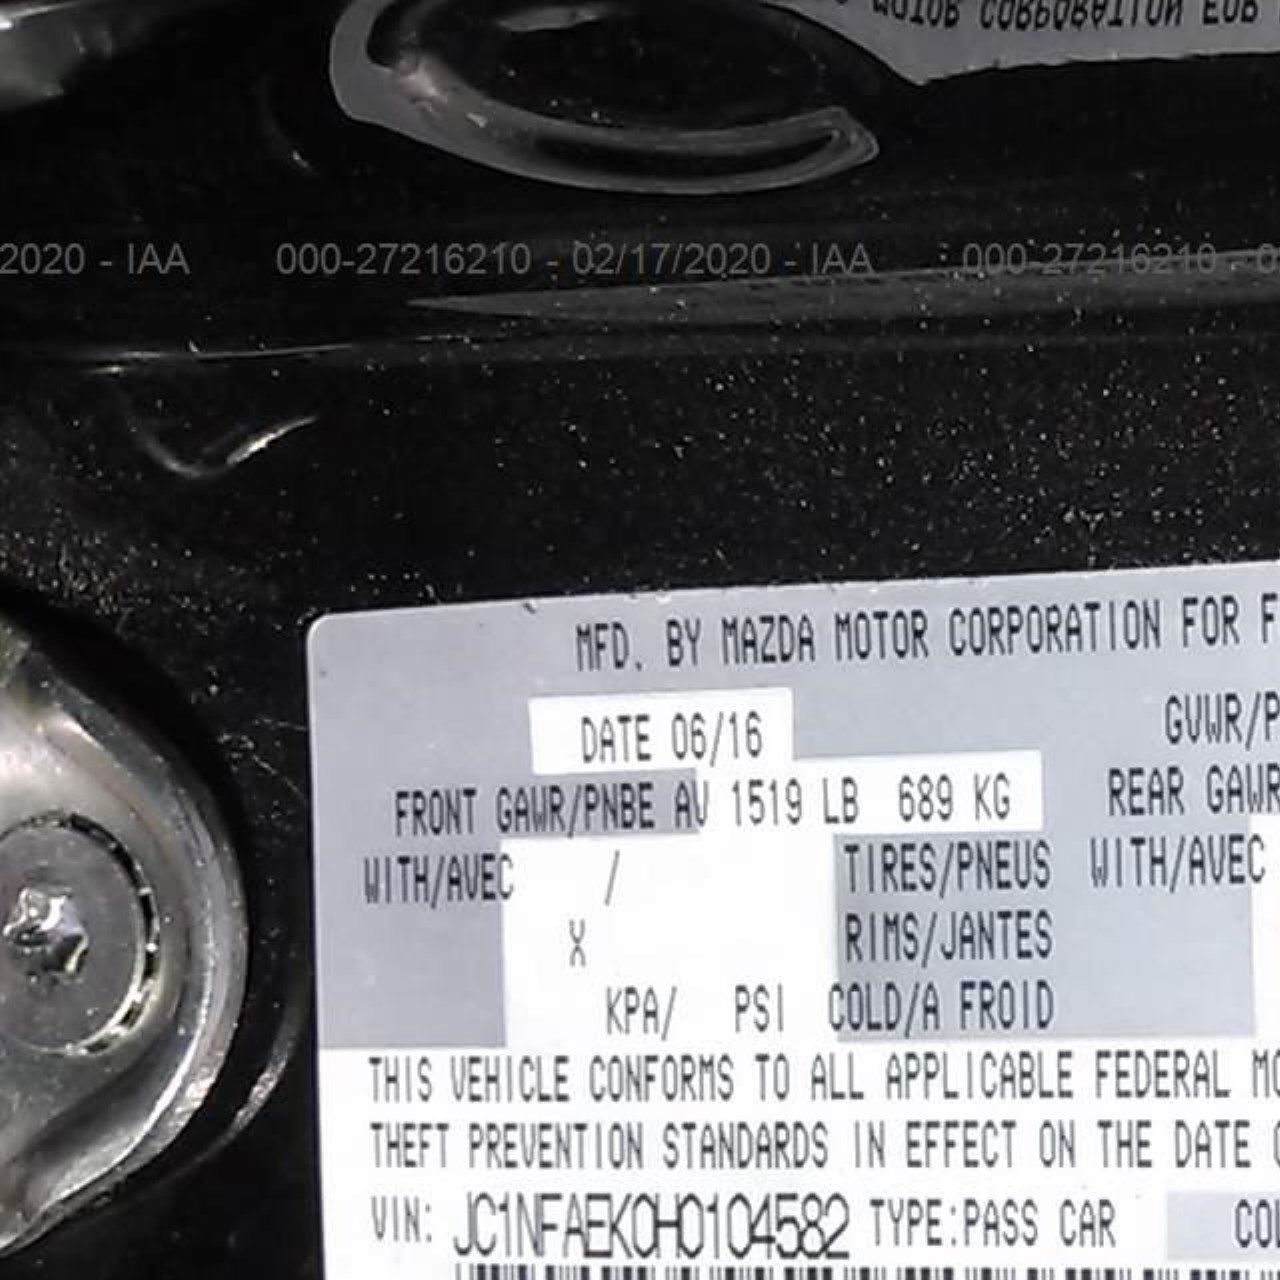 2020 - IAA 000-27216210 - 02/17/2020 - IAA 000-27216210 - 0
MFD. BY MAZDA MOTOR CORPORATION FOR F
DATE 06/16
GVWR/P
FRONT GAWR/PNBE AV 1519 LB 689 KG REAR GAWR
WITH/AVEC / TIRES/PNEUS WITH/AVEC
X RIMS/JANTES
KPA/ PSI COLD/A FROID
THIS VEHICLE CONFORMS TO ALL APPLICABLE FEDERAL MO
THEFT PREVENTION STANDARDS IN EFFECT ON THE DATE O
VIN: JC1NFAEK0H0104582 TYPE:PASS CAR COL